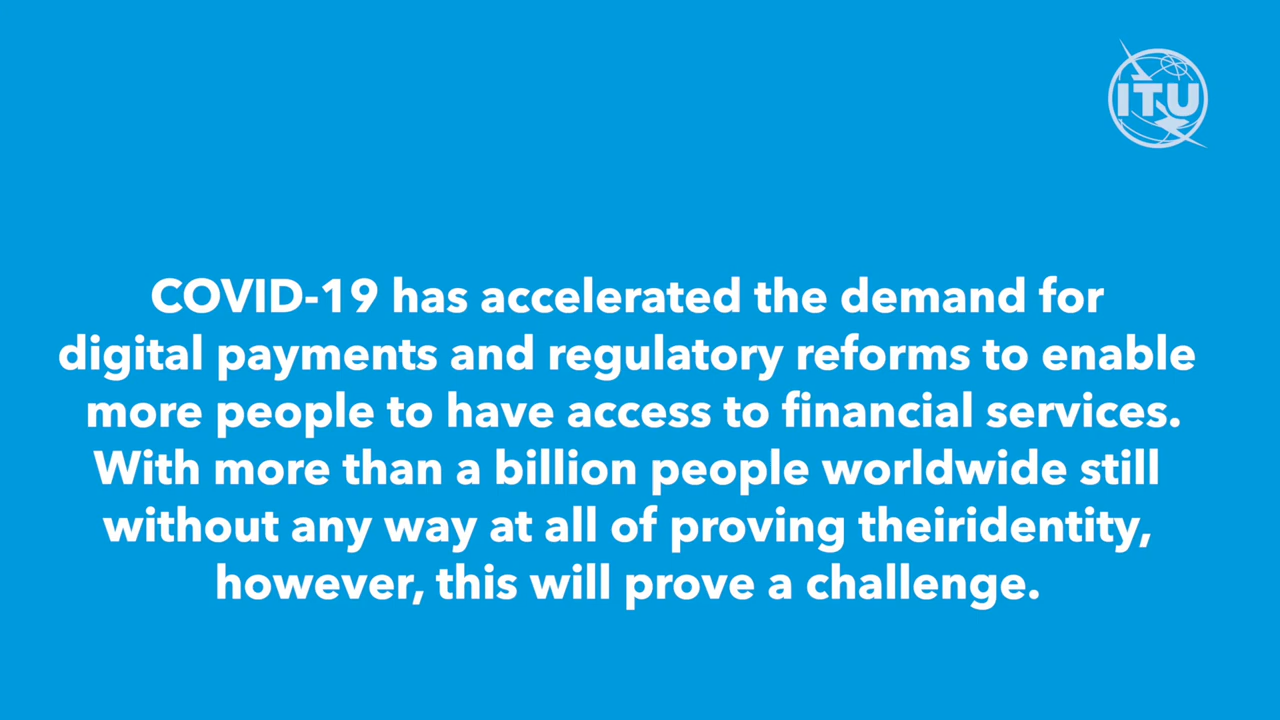 ITU
COVID-19 has accelerated the demand for
digital payments and regulatory reforms to enable
more people to have access to financial services.
With more than a billion people worldwide still
without any way at all of proving theiridentity,
however, this will prove a challenge.